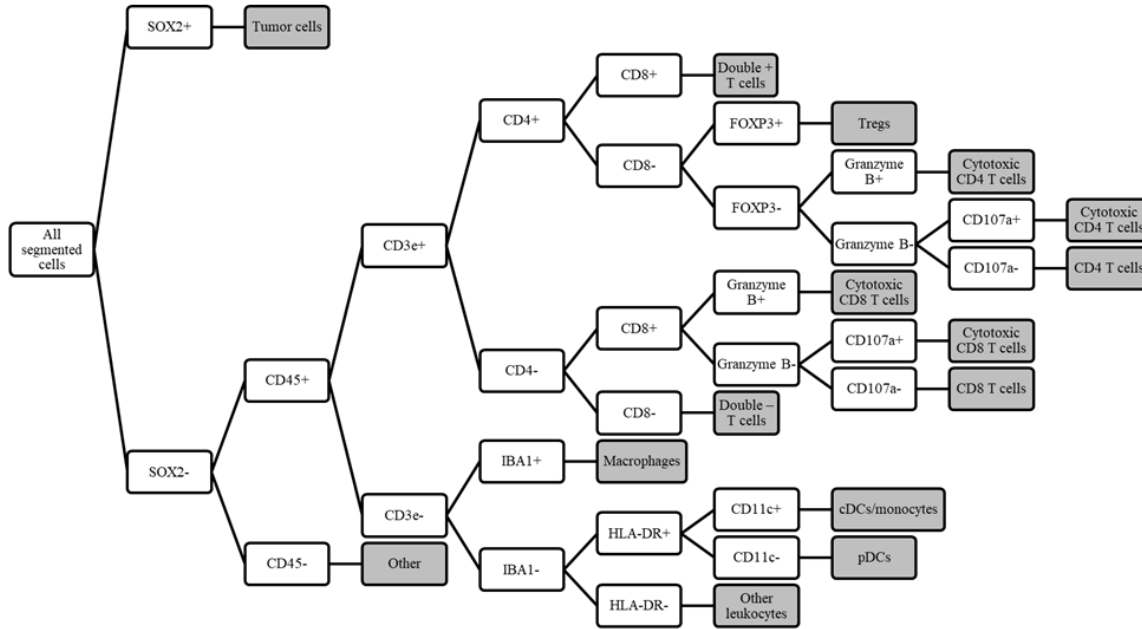 SOX2+
Tumor cells
CD8+
Double +
T cells
CD4+
FOXP3+
Tregs
CD8-
Granzyme
B+
Cytotoxic
CD4 T cells
FOXP3-
CD107a+
Cytotoxic
CD4 T cells
All
segmented
cells
CD3e+
Granzyme B-
CD107a-
CD4 T cells
Granzyme
B+
Cytotoxic
CD8 T cells
CD8+
CD107a+
Cytotoxic
CD8 T cells
CD45+
CD4-
Granzyme B-
CD107a-
CD8 T cells
CD8-
Double –
T cells
SOX2-
IBA1+
Macrophages
CD3e-
CD11c+
cDCs/monocytes
HLA-DR+
CD11c-
pDCs
CD45-
Other
IBA1-
HLA-DR-
Other
leukocytes